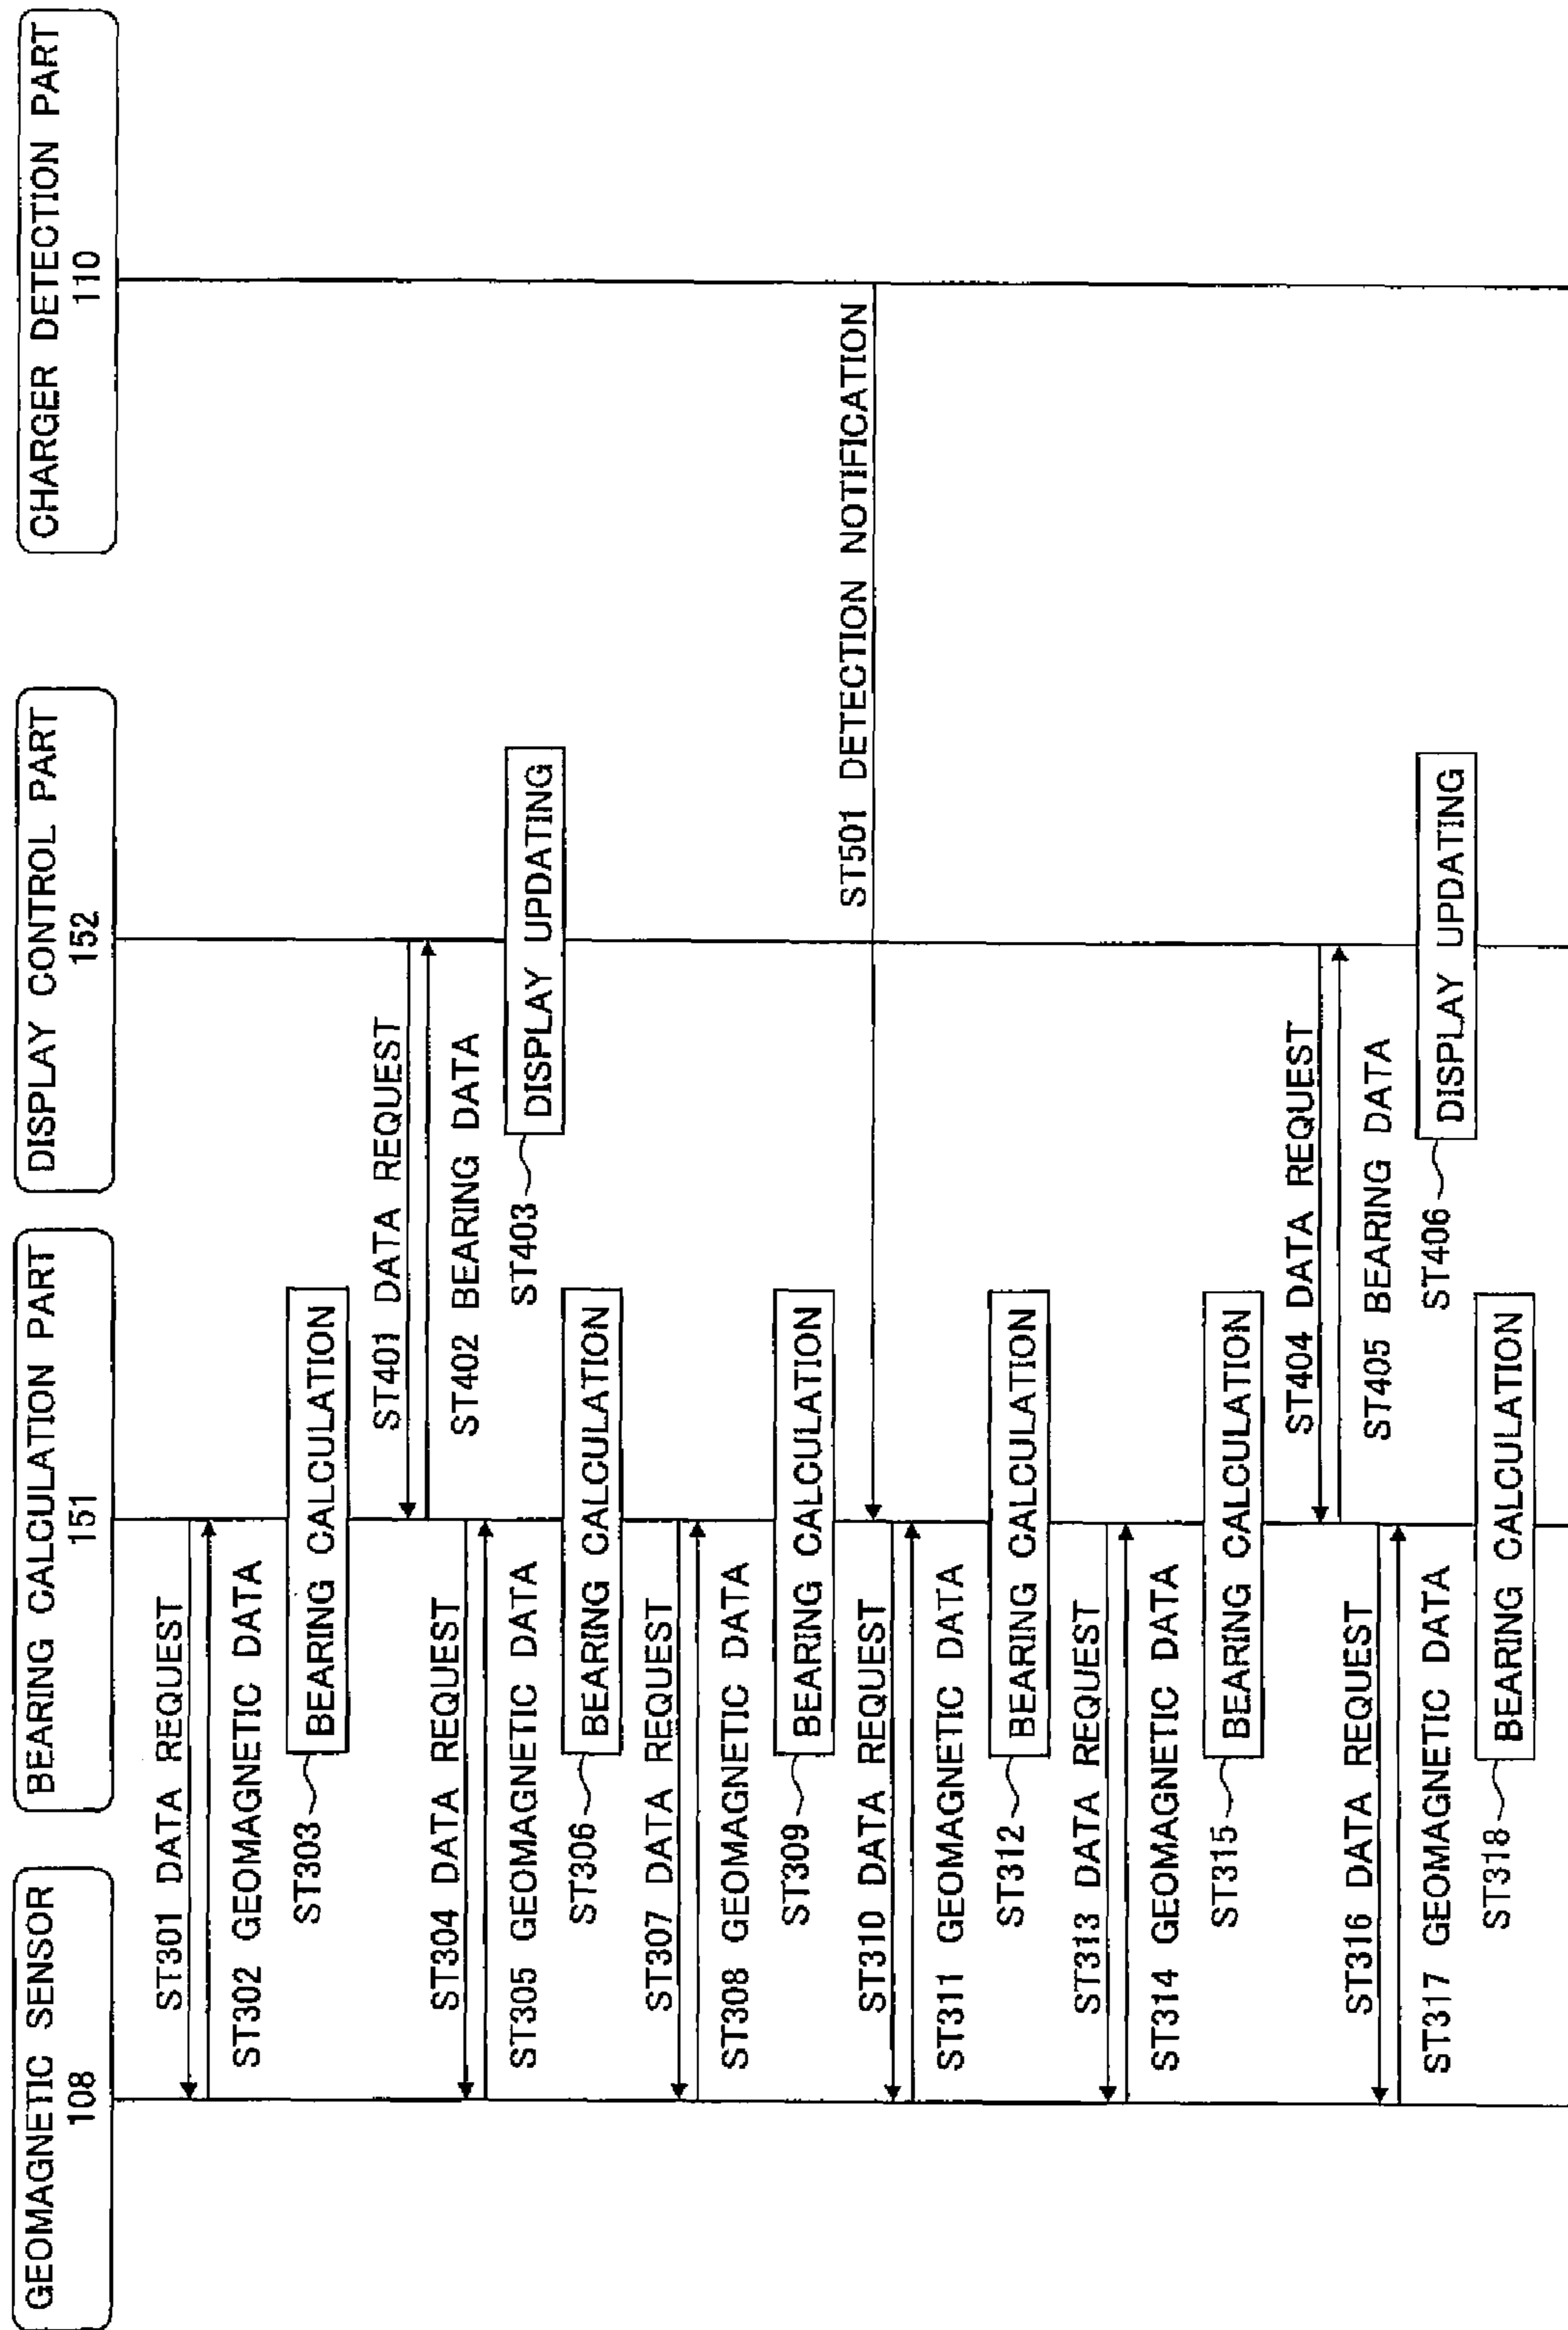 GEOMAGNETIC SENSOR
108
BEARING CALCULATION PART
151
DISPLAY CONTROL PART
152
CHARGER DETECTION PART
110
ST301 DATA REQUEST
ST302 GEOMAGNETIC DATA
ST303
BEARING CALCULATION
ST401 DATA REQUEST
ST402 BEARING DATA
ST403
DISPLAY UPDATING
ST304 DATA REQUEST
ST305 GEOMAGNETIC DATA
ST306
BEARING CALCULATION
ST307 DATA REQUEST
ST308 GEOMAGNETIC DATA
ST309
BEARING CALCULATION
ST501 DETECTION NOTIFICATION
ST310 DATA REQUEST
ST311 GEOMAGNETIC DATA
ST312
BEARING CALCULATION
ST313 DATA REQUEST
ST314 GEOMAGNETIC DATA
ST315
BEARING CALCULATION
ST404 DATA REQUEST
ST405 BEARING DATA
ST406
DISPLAY UPDATING
ST316 DATA REQUEST
ST317 GEOMAGNETIC DATA
ST318
BEARING CALCULATION